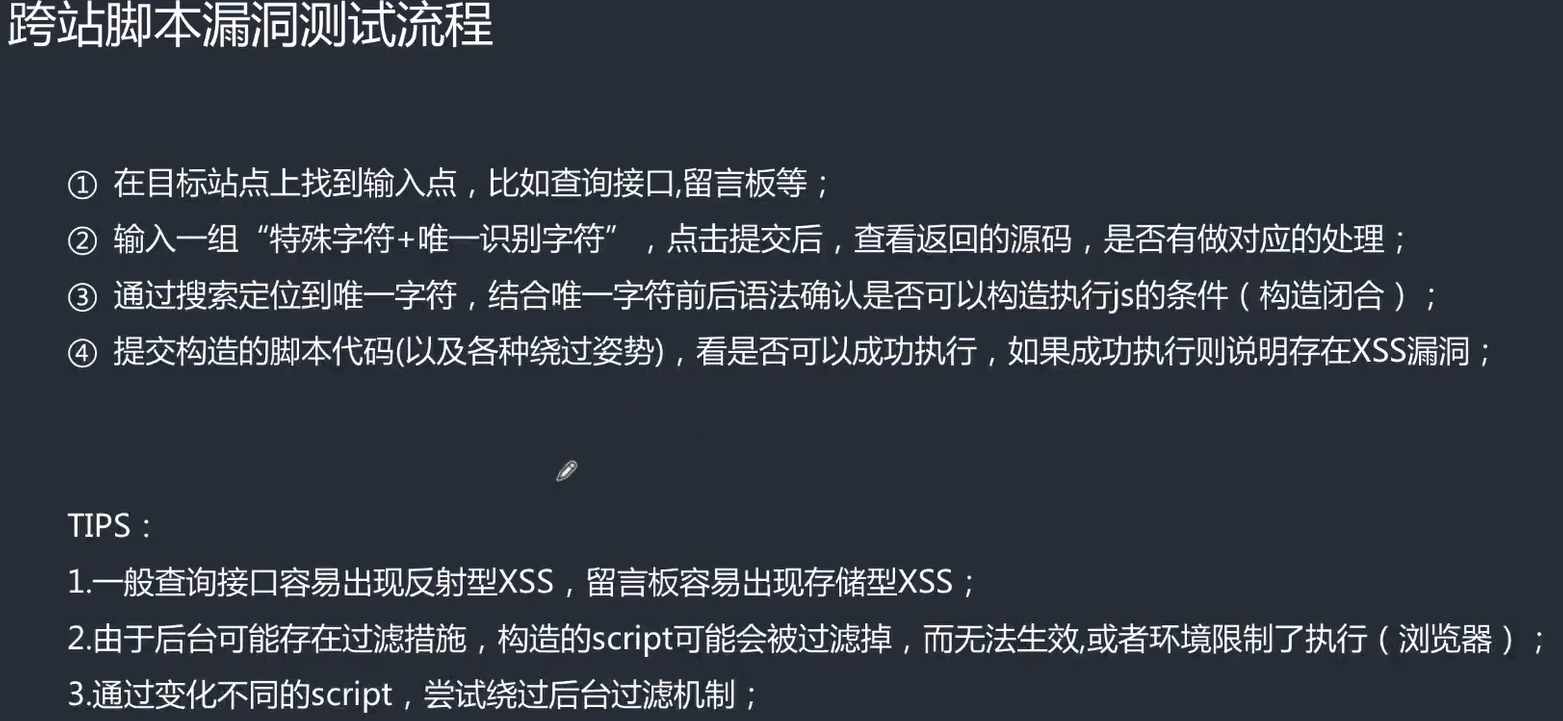 跨站脚本漏洞测试流程
① 在目标站点上找到输入点，比如查询接口,留言板等；
② 输入一组“特殊字符+唯一识别字符”，点击提交后，查看返回的源码，是否有做对应的处理；
③ 通过搜索定位到唯一字符，结合唯一字符前后语法确认是否可以构造执行js的条件（构造闭合）；
④ 提交构造的脚本代码(以及各种绕过姿势)，看是否可以成功执行，如果成功执行则说明存在XSS漏洞；
TIPS：
1.一般查询接口容易出现反射型XSS，留言板容易出现存储型XSS；
2.由于后台可能存在过滤措施，构造的script可能会被过滤掉，而无法生效,或者环境限制了执行（浏览器）；
3.通过变化不同的script，尝试绕过后台过滤机制；